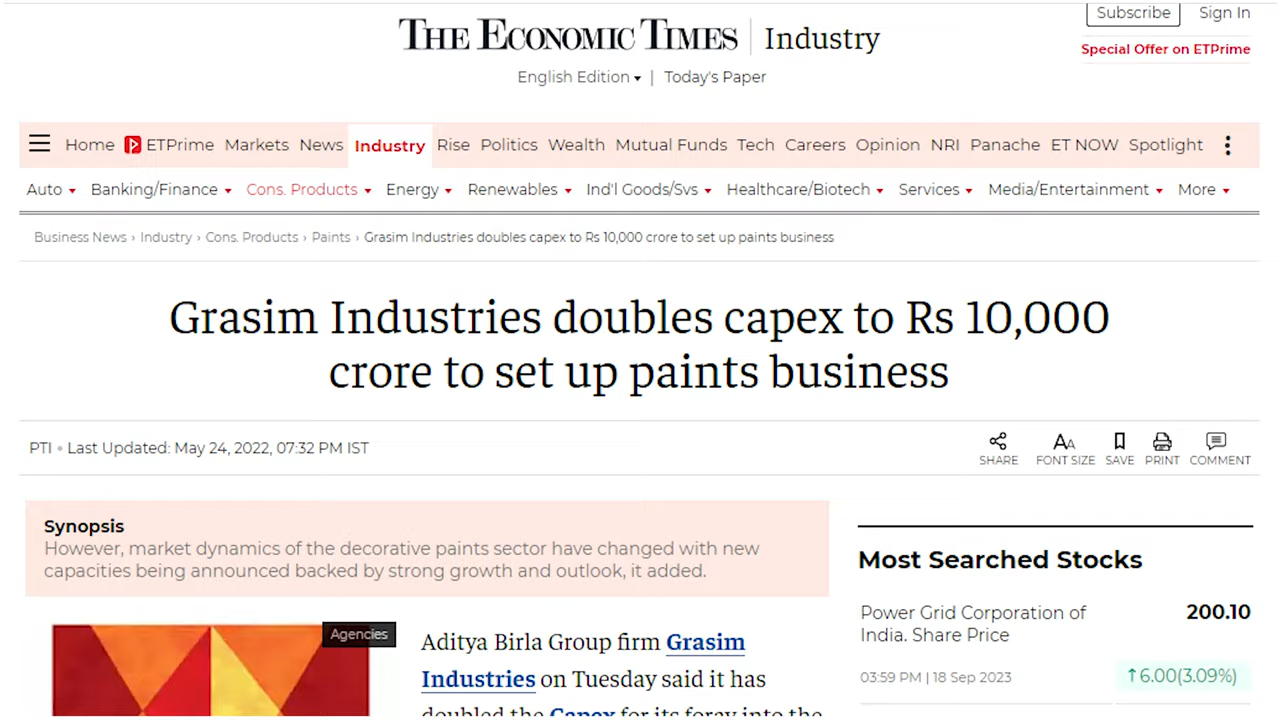 Subscribe Sign In
THE ECONOMIC TIMES | Industry
Special Offer on ETPrime
English Edition | Today's Paper
Home ETPrime Markets News Industry Rise Politics Wealth Mutual Funds Tech Careers Opinion NRI Panache ET NOW Spotlight
Auto Banking/Finance Cons. Products Energy Renewables Ind'l Goods/Svs Healthcare/Biotech Services Media/Entertainment More
Business News › Industry › Cons. Products › Paints › Grasim Industries doubles capex to Rs 10,000 crore to set up paints business
Grasim Industries doubles capex to Rs 10,000
crore to set up paints business
PTI • Last Updated: May 24, 2022, 07:32 PM IST
SHARE FONT SIZE SAVE PRINT COMMENT
Synopsis
However, market dynamics of the decorative paints sector have changed with new
capacities being announced backed by strong growth and outlook, it added.
Agencies
Aditya Birla Group firm Grasim
Industries on Tuesday said it has
doubled the Capex for its foray into the
Most Searched Stocks
Power Grid Corporation of 200.10
India. Share Price
03:59 PM | 18 Sep 2023 ↑6.00(3.09%)